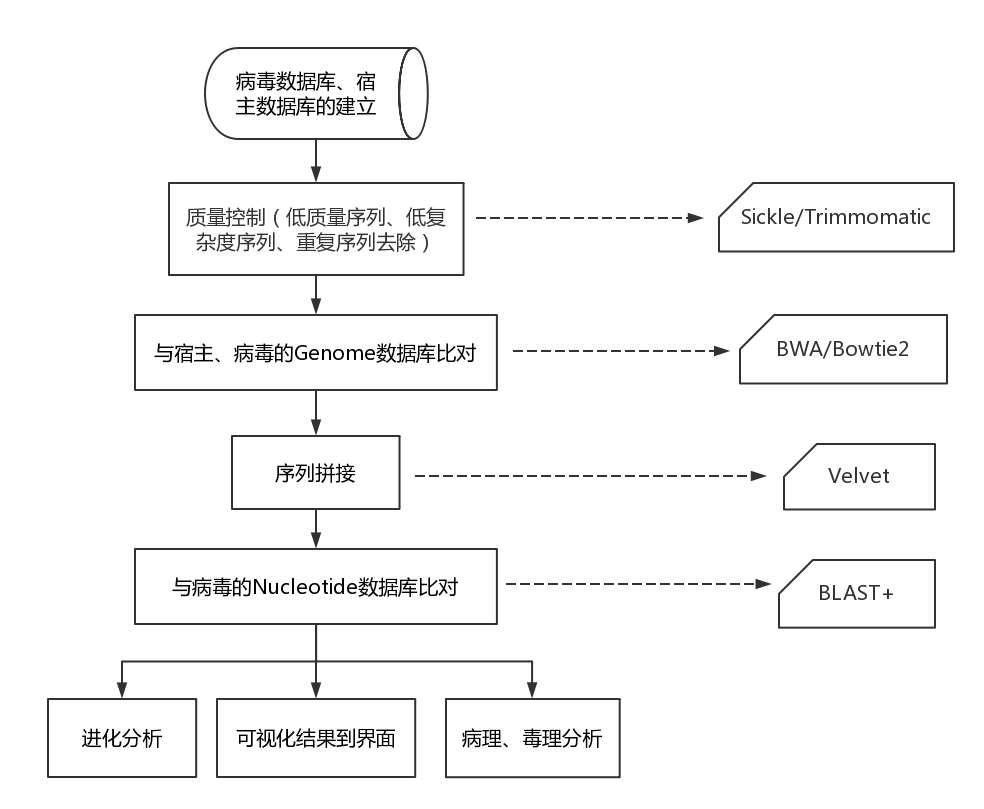 病毒数据库、宿
主数据库的建立
质量控制（低质量序列、低复
杂度序列、重复序列去除）
Sickle/Trimmomatic
与宿主、病毒的Genome数据库比对
BWA/Bowtie2
序列拼接
Velvet
与病毒的Nucleotide数据库比对
BLAST+
进化分析
可视化结果到界面
病理、毒理分析